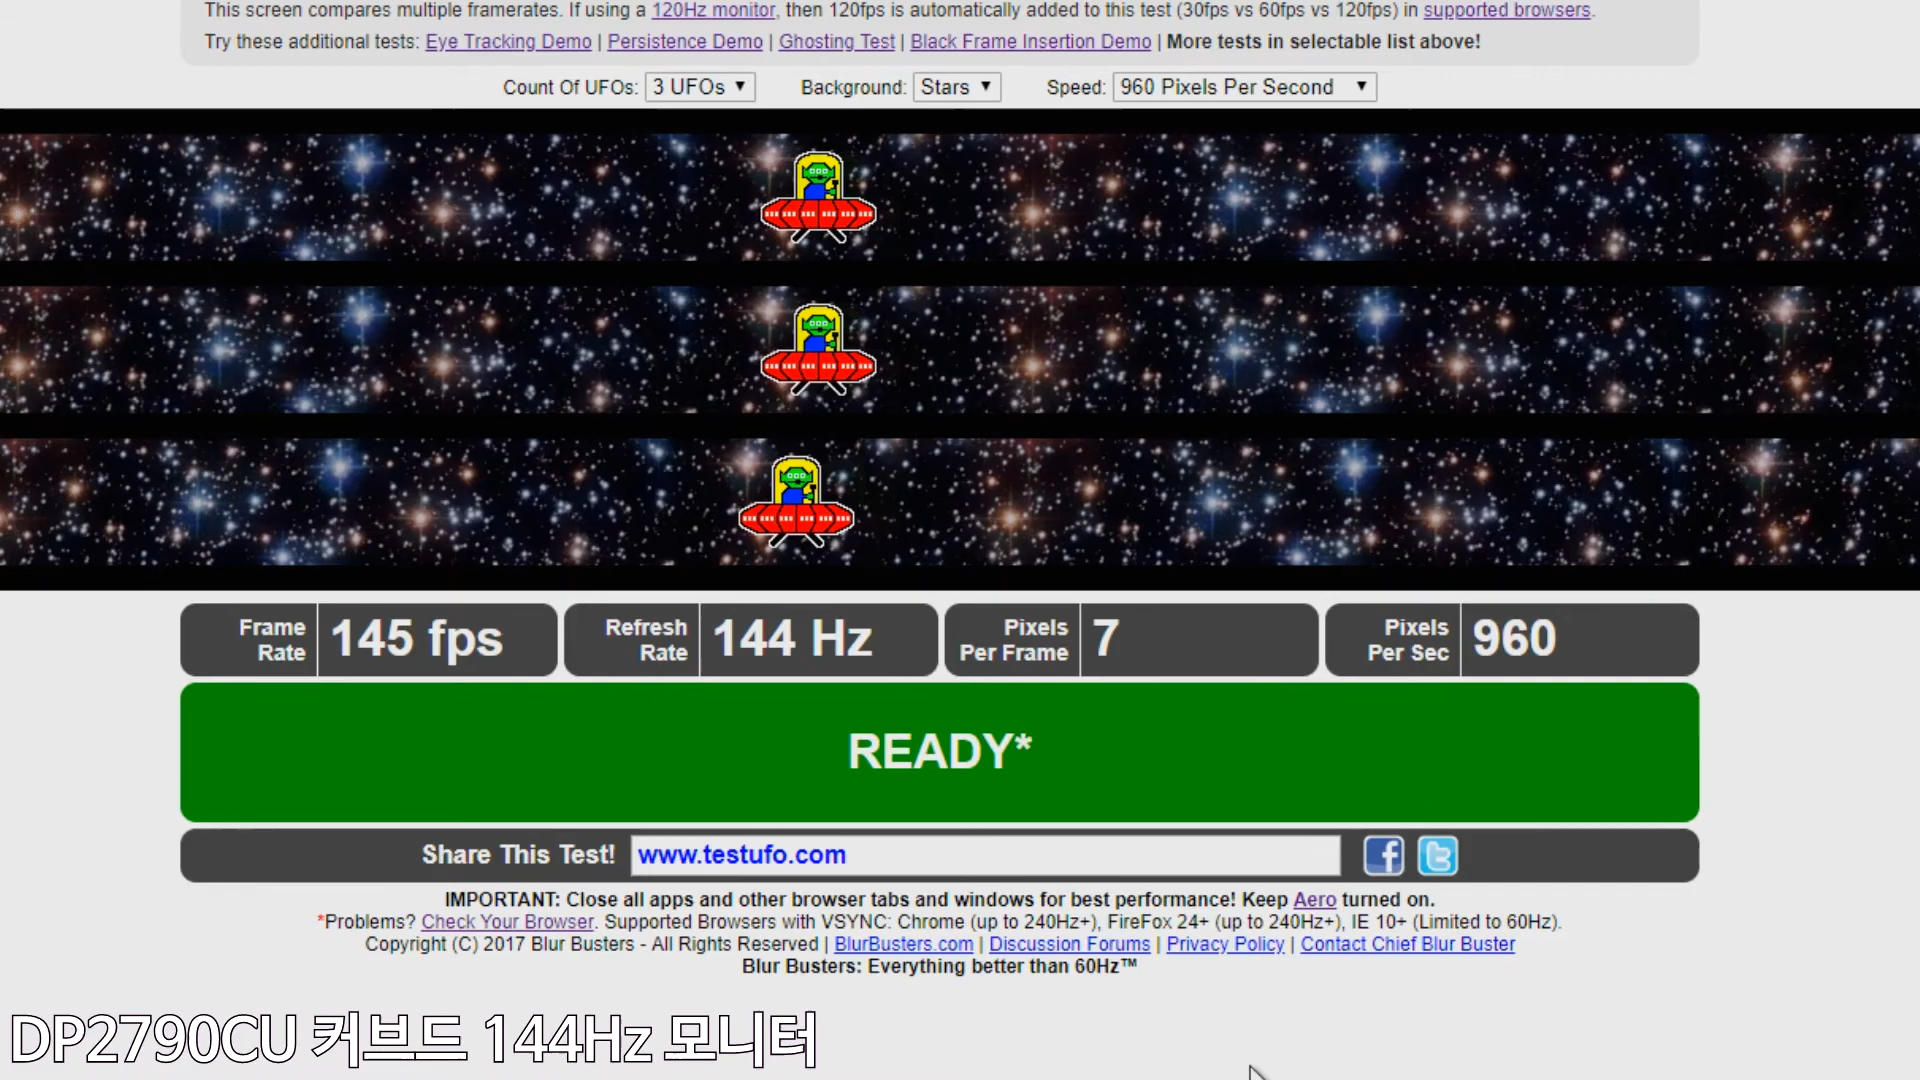 This screen compares multiple framerates. If using a 120Hz monitor, then 120fps is automatically added to this test (30fps vs 60fps vs 120fps) in supported browsers.
Try these additional tests: Eye Tracking Demo | Persistence Demo | Ghosting Test | Black Frame Insertion Demo | More tests in selectable list above!
Count Of UFOs: 3 UFOs Background: Stars Speed: 960 Pixels Per Second
Frame Rate 145 fps Refresh Rate 144 Hz Pixels Per Frame 7 Pixels Per Sec 960
READY*
Share This Test! www.testufo.com
IMPORTANT: Close all apps and other browser tabs and windows for best performance! Keep Aero turned on.
*Problems? Check Your Browser. Supported Browsers with VSYNC: Chrome (up to 240Hz+), FireFox 24+ (up to 240Hz+), IE 10+ (Limited to 60Hz).
Copyright (C) 2017 Blur Busters - All Rights Reserved | BlurBusters.com | Discussion Forums | Privacy Policy | Contact Chief Blur Buster
Blur Busters: Everything better than 60Hz™
DP2790CU 커브드 144Hz 모니터